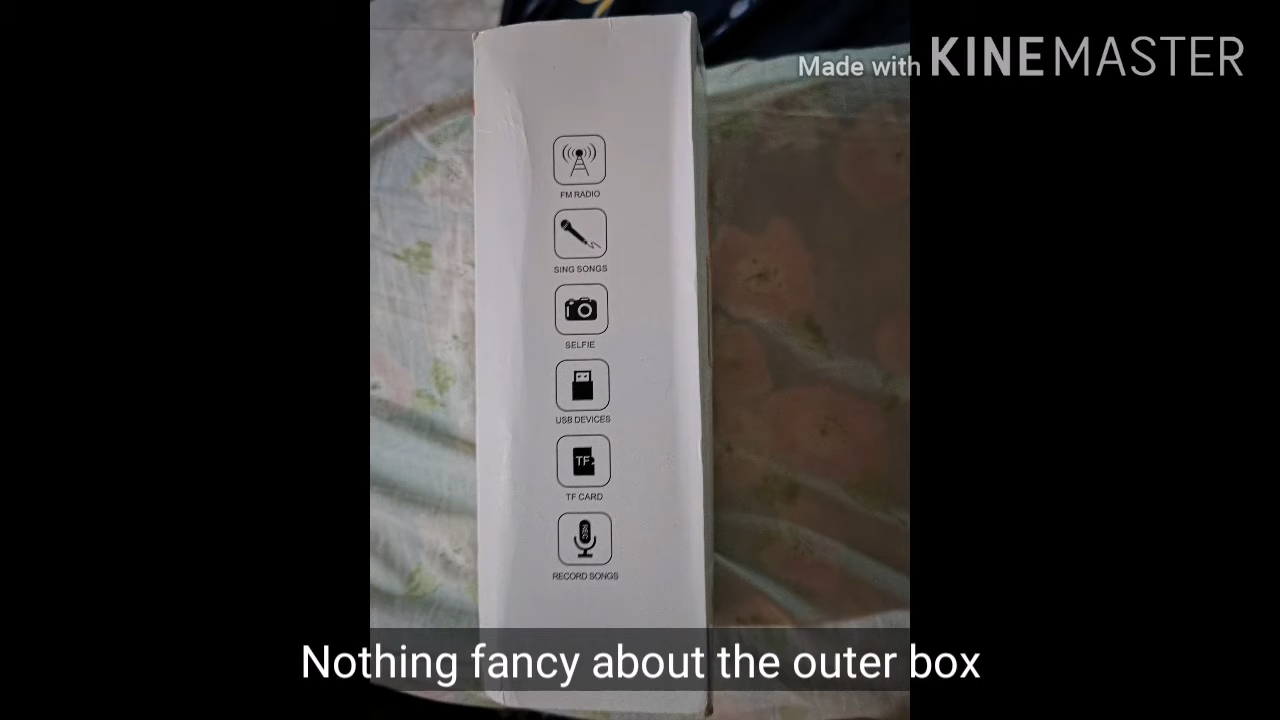 Made with KINEMASTER
FM RADIO
SING SONGS
SELFIE
USB DEVICES
TF
TF CARD
REC
RECORD SONGS
Nothing fancy about the outer box